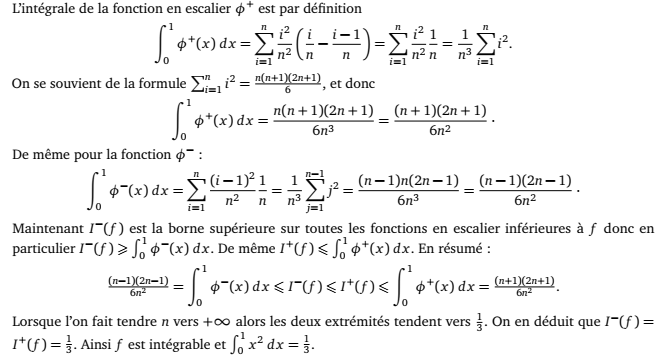 L'intégrale de la fonction en escalier ϕ⁺ est par définition
∫₀¹ ϕ⁺(x) dx = ∑ᵢ₌₁ⁿ i²/n² (i/n − (i−1)/n) = ∑ᵢ₌₁ⁿ i²/n² 1/n = 1/n³ ∑ᵢ₌₁ⁿ i².
On se souvient de la formule ∑ᵢ₌₁ⁿ i² = n(n+1)(2n+1)/6, et donc
∫₀¹ ϕ⁺(x) dx = n(n+1)(2n+1)/6n³ = (n+1)(2n+1)/6n² ·
De même pour la fonction ϕ⁻ :
∫₀¹ ϕ⁻(x) dx = ∑ᵢ₌₁ⁿ (i−1)²/n² 1/n = 1/n³ ∑ⱼ₌₁ⁿ⁻¹ j² = (n−1)n(2n−1)/6n³ = (n−1)(2n−1)/6n² ·
Maintenant I⁻(f) est la borne supérieure sur toutes les fonctions en escalier inférieures à f donc en
particulier I⁻(f) ⩾ ∫₀¹ ϕ⁻(x) dx. De même I⁺(f) ⩽ ∫₀¹ ϕ⁺(x) dx. En résumé :
(n−1)(2n−1)/6n² = ∫₀¹ ϕ⁻(x) dx ⩽ I⁻(f) ⩽ I⁺(f) ⩽ ∫₀¹ ϕ⁺(x) dx = (n+1)(2n+1)/6n².
Lorsque l'on fait tendre n vers +∞ alors les deux extrémités tendent vers 1/3. On en déduit que I⁻(f) =
I⁺(f) = 1/3. Ainsi f est intégrable et ∫₀¹ x² dx = 1/3.